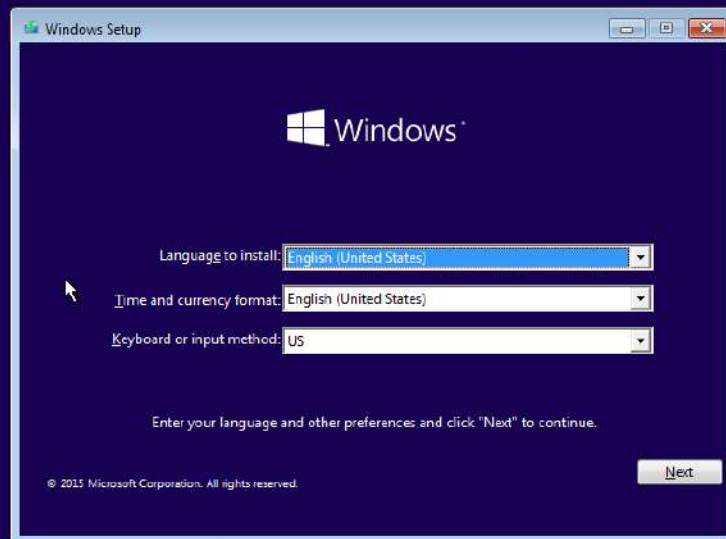 Windows Setup
Windows
Language to install: English (United States)
Time and currency format: English (United States)
Keyboard or input method: US
Enter your language and other preferences and click "Next" to continue.
Next
© 2015 Microsoft Corporation. All rights reserved.